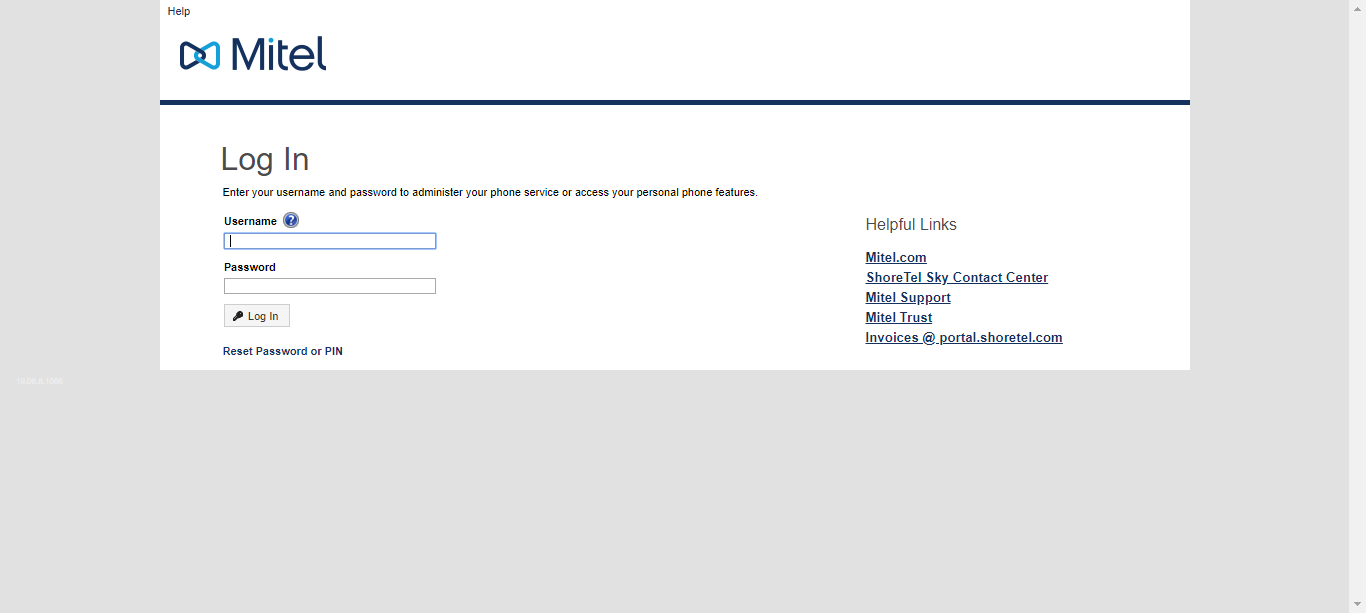 Help
Mitel
Log In
Enter your username and password to administer your phone service or access your personal phone features.
Username ?
Password
Log In
Reset Password or PIN
Helpful Links
Mitel.com
ShoreTel Sky Contact Center
Mitel Support
Mitel Trust
Invoices @ portal.shoretel.com